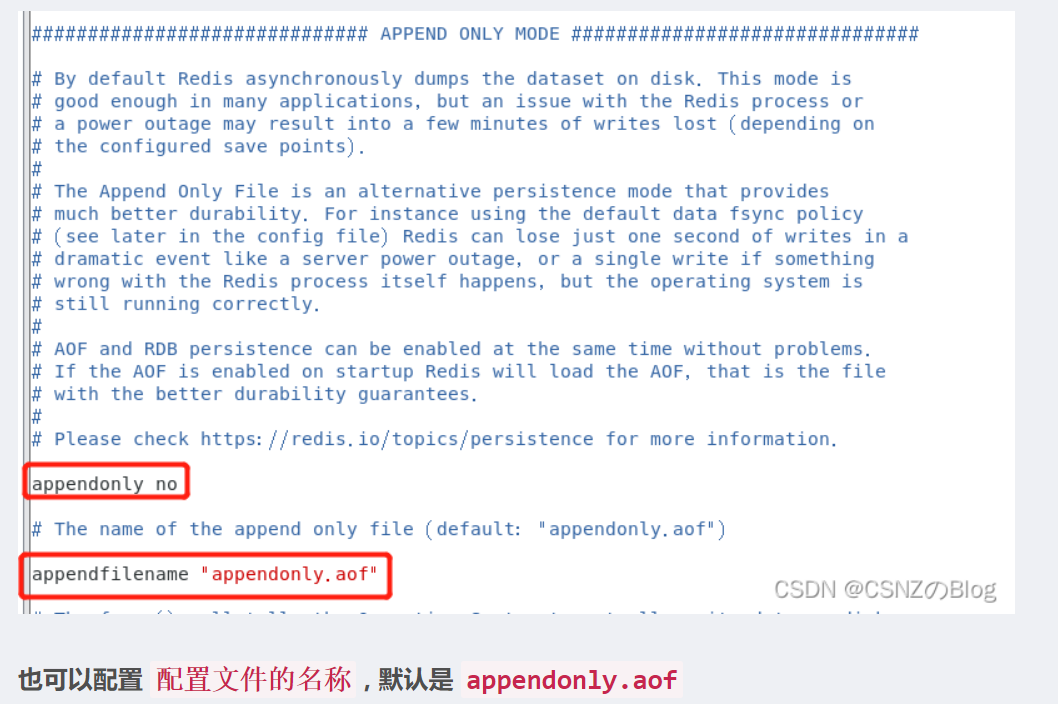 ############################## APPEND ONLY MODE ###############################
# By default Redis asynchronously dumps the dataset on disk. This mode is
# good enough in many applications, but an issue with the Redis process or
# a power outage may result into a few minutes of writes lost (depending on
# the configured save points).
#
# The Append Only File is an alternative persistence mode that provides
# much better durability. For instance using the default data fsync policy
# (see later in the config file) Redis can lose just one second of writes in a
# dramatic event like a server power outage, or a single write if something
# wrong with the Redis process itself happens, but the operating system is
# still running correctly.
#
# AOF and RDB persistence can be enabled at the same time without problems.
# If the AOF is enabled on startup Redis will load the AOF, that is the file
# with the better durability guarantees.
#
# Please check https://redis.io/topics/persistence for more information.
appendonly no
# The name of the append only file (default: "appendonly.aof")
appendfilename "appendonly.aof"
CSDN @CSNZのBlog
也可以配置 配置文件的名称 , 默认是 appendonly.aof